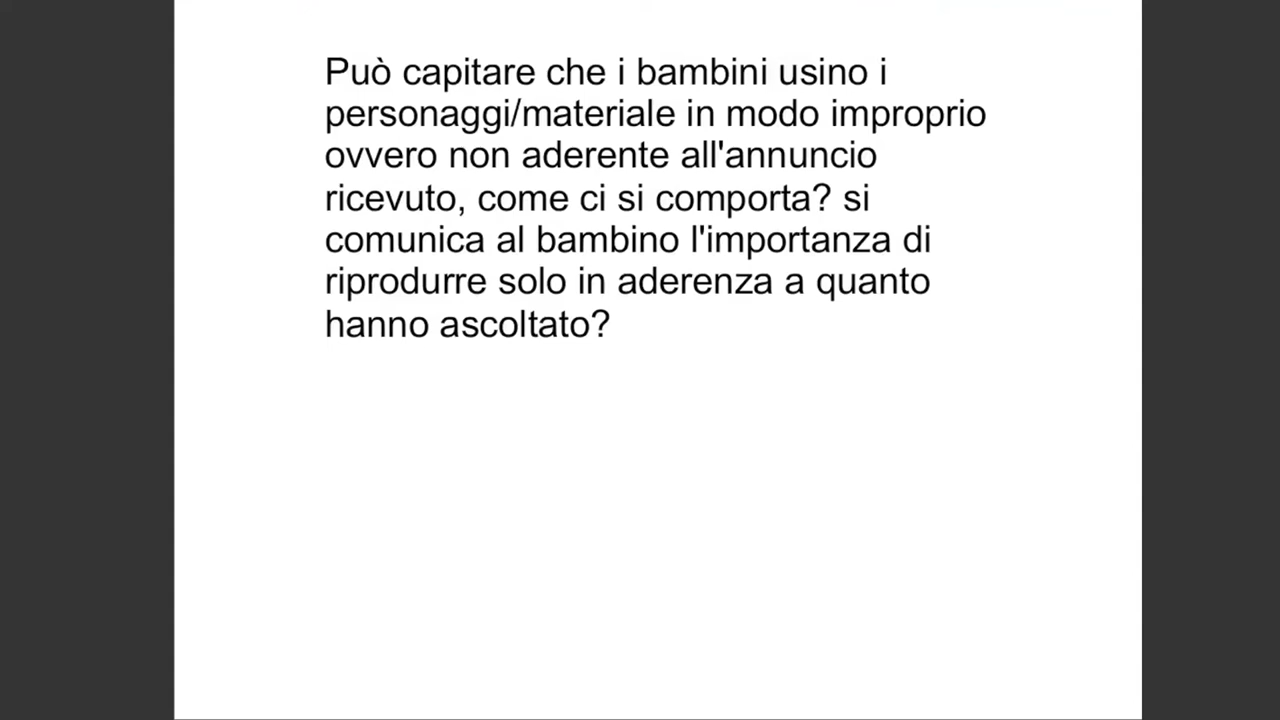 Può capitare che i bambini usino i
personaggi/materiale in modo improprio
ovvero non aderente all'annuncio
ricevuto, come ci si comporta? si
comunica al bambino l'importanza di
riprodurre solo in aderenza a quanto
hanno ascoltato?